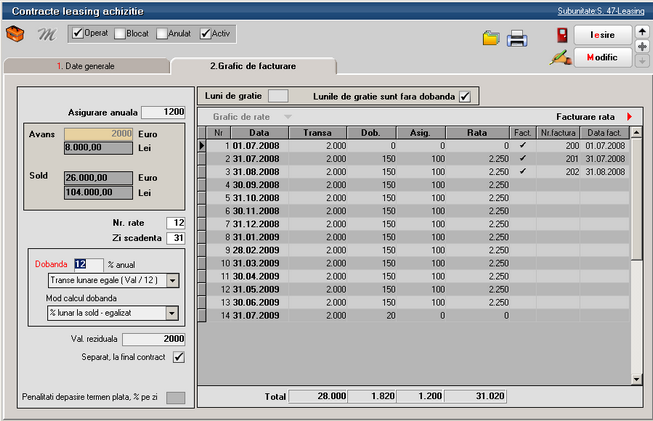 Contracte leasing achizitie
Subunitate:S. 47-Leasing
Operat Blocat Anulat Activ
Iesire
Modific
1. Date generale
2.Grafic de facturare
Asigurare anuala 1200
Avans 2000 Euro
8.000,00 Lei
Sold 26.000,00 Euro
104.000,00 Lei
Nr. rate 12
Zi scadenta 31
Dobanda 12 % anual
Transe lunare egale ( Val / 12 )
Mod calcul dobanda
% lunar la sold - egalizat
Val. reziduala 2000
Separat, la final contract
Penalitati depasire termen plata, % pe zi
Luni de gratie
Lunile de gratie sunt fara dobanda
Grafic de rate
Facturare rata
Nr Data Transa Dob. Asig. Rata Fact. Nr.factura Data fact.
1 01.07.2008 2.000 0 0 0 200 01.07.2008
2 31.07.2008 2.000 150 100 2.250 201 31.07.2008
3 31.08.2008 2.000 150 100 2.250 202 31.08.2008
4 30.09.2008 2.000 150 100 2.250
5 31.10.2008 2.000 150 100 2.250
6 30.11.2008 2.000 150 100 2.250
7 31.12.2008 2.000 150 100 2.250
8 31.01.2009 2.000 150 100 2.250
9 28.02.2009 2.000 150 100 2.250
10 31.03.2009 2.000 150 100 2.250
11 30.04.2009 2.000 150 100 2.250
12 31.05.2009 2.000 150 100 2.250
13 30.06.2009 2.000 150 100 2.250
14 31.07.2009 2.000 20 0 0
Total 28.000 1.820 1.200 31.020